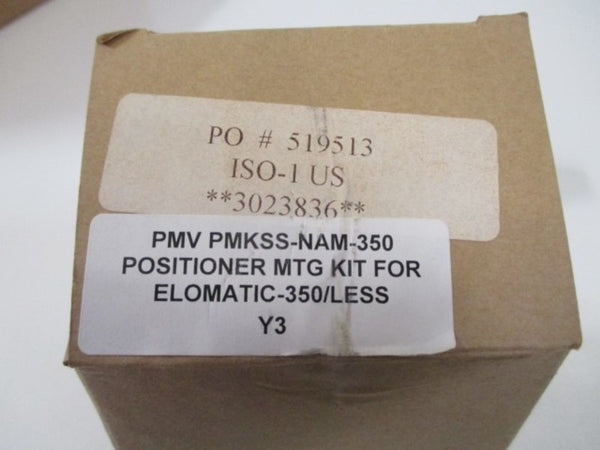 PO # 519513
ISO-1 US
**3023836**
PMV PMKSS-NAM-350
POSITIONER MTG KIT FOR
ELOMATIC-350/LESS
Y3